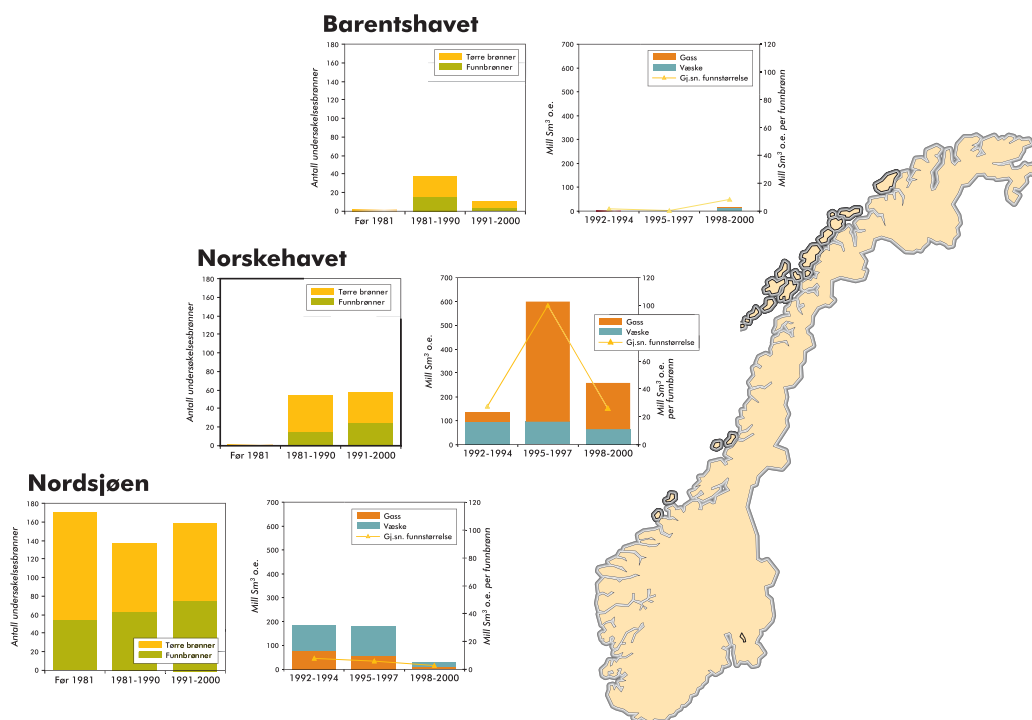 Barentshavet
Antall undersøkelsesbrønner
180
160
140
120
100
80
60
40
20
0
Tørre brønner
Funnbrønner
Før 1981
1981-1990
1991-2000
Mill Sm³ o.e.
700
600
500
400
300
200
100
0
Gass
Væske
Gj.sn. funnstørrelse
120
100
80
60
40
20
0
Mill Sm³ o.e. per funnbrønn
1992-1994
1995-1997
1998-2000
Norskehavet
Antall undersøkelsesbrønner
180
160
140
120
100
80
60
40
20
0
Tørre brønner
Funnbrønner
Før 1981
1981-1990
1991-2000
Mill Sm³ o.e.
700
600
500
400
300
200
100
0
Gass
Væske
Gj.sn. funnstørrelse
120
100
60
40
20
0
Mill Sm³ o.e.
per funnbrønn
1992-1994
1995-1997
1998-2000
Nordsjøen
Antall undersøkelsesbrønner
180
160
140
120
100
80
60
40
20
0
Tørre brønner
Funnbrønner
Før 1981
1981-1990
1991-2000
Mill Sm³ o.e.
700
600
500
400
300
200
100
0
Gass
Væske
Gj.sn. funnstørrelse
120
100
80
60
40
20
0
Mill Sm³ o.e. per funnbrønn
1992-1994
1995-1997
1998-2000